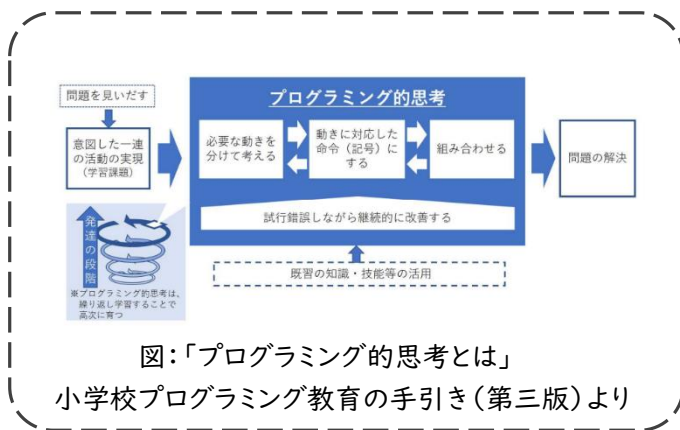 問題を見いだす
意図した一連
の活動の実現
(学習課題)
プログラミング的思考
必要な動きを
分けて考える
動きに対応した
命令(記号)に
する
組み合わせる
問題の解決
試行錯誤しながら継続的に改善する
既習の知識・技能等の活用
発達の段階
※プログラミング的思考は、
繰り返し学習することで
高次に育つ
図:「プログラミング的思考とは」
小学校プログラミング教育の手引き(第三版)より